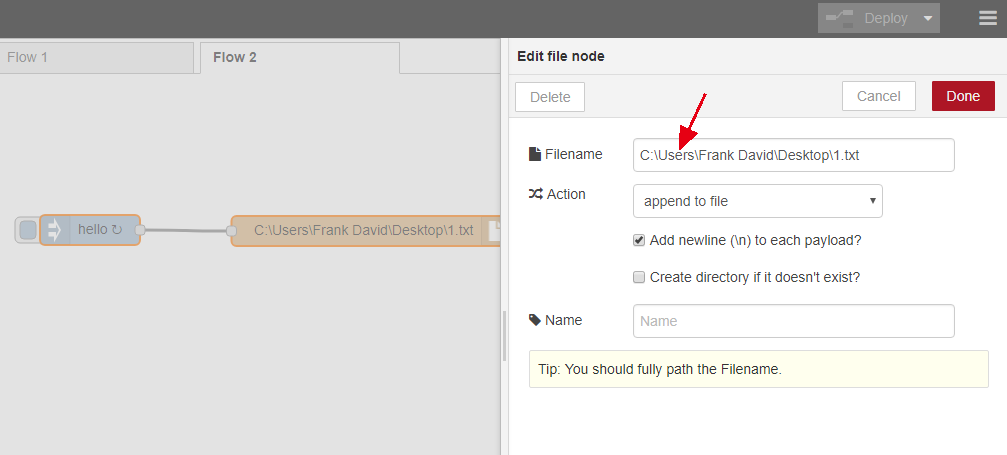 Deploy
Flow 1
Flow 2
Edit file node
Delete
Cancel
Done
Filename
C:\Users\Frank David\Desktop\1.txt
Action
append to file
hello ↻
C:\Users\Frank David\Desktop\1.txt
Add newline (\n) to each payload?
Create directory if it doesn't exist?
Name
Name
Tip: You should fully path the Filename.